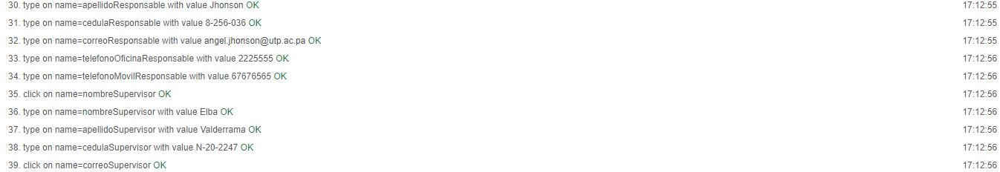 30. type on name=apellidoResponsable with value Jhonson OK 17:12:55
31. type on name=cedulaResponsable with value 8-256-036 OK 17:12:55
32. type on name=correoResponsable with value angel.jhonson@utp.ac.pa OK 17:12:55
33. type on name=telefonoOficinaResponsable with value 2225555 OK 17:12:56
34. type on name=telefonoMovilResponsable with value 67676565 OK 17:12:56
35. click on name=nombreSupervisor OK 17:12:56
36. type on name=nombreSupervisor with value Elba OK 17:12:56
37. type on name=apellidoSupervisor with value Valderrama OK 17:12:56
38. type on name=cedulaSupervisor with value N-20-2247 OK 17:12:56
39. click on name=correoSupervisor OK 17:12:56